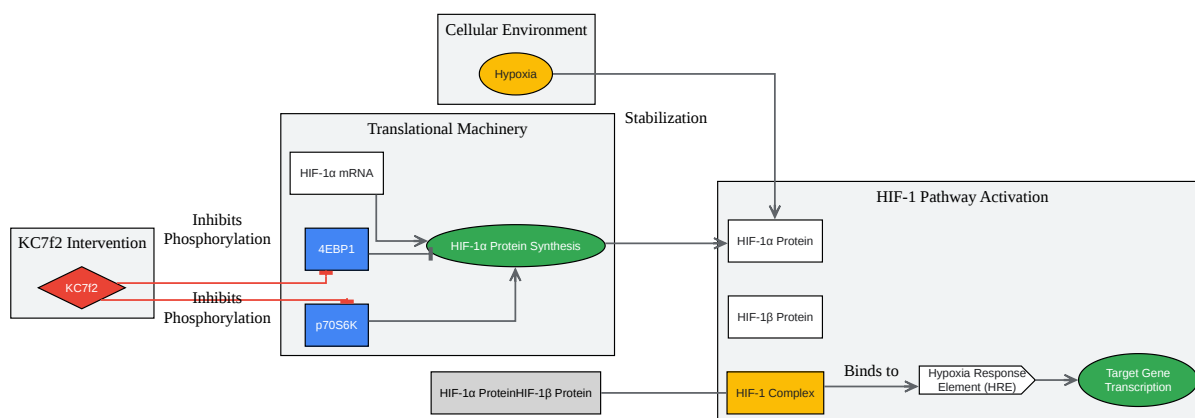 Cellular Environment
Hypoxia
Stabilization
Translational Machinery
HIF-1α mRNA
HIF-1α Protein Synthesis
4EBP1
p70S6K
Inhibits
Phosphorylation
KC7f2 Intervention
KC7f2
Inhibits
Phosphorylation
HIF-1 Pathway Activation
HIF-1α Protein
HIF-1β Protein
HIF-1α ProteinHIF-1β Protein
HIF-1 Complex
Binds to
Hypoxia Response
Element (HRE)
Target Gene
Transcription